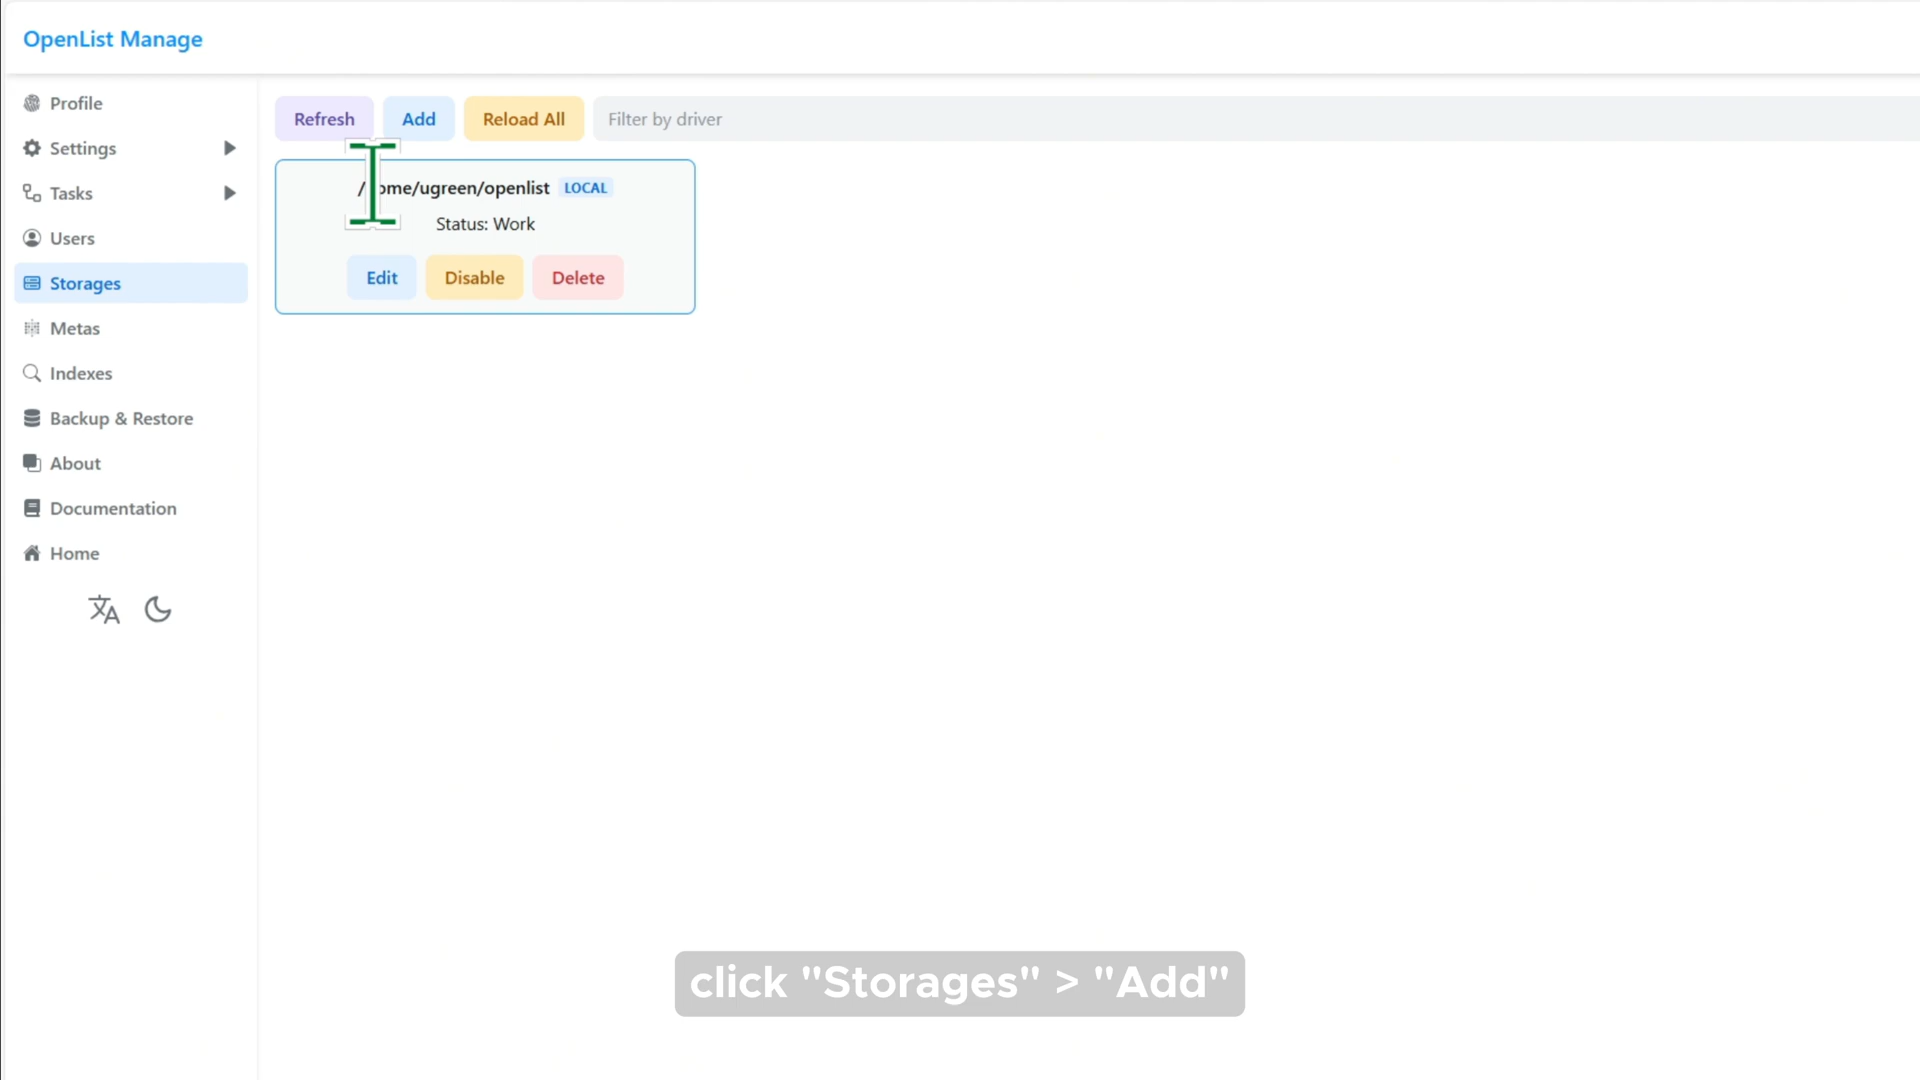 OpenList Manage
Profile
Settings
Tasks
Users
Storages
Metas
Indexes
Backup & Restore
About
Documentation
Home
Refresh Add Reload All Filter by driver
/ ome/ugreen/openlist LOCAL
Status: Work
Edit Disable Delete
click "Storages" > "Add"